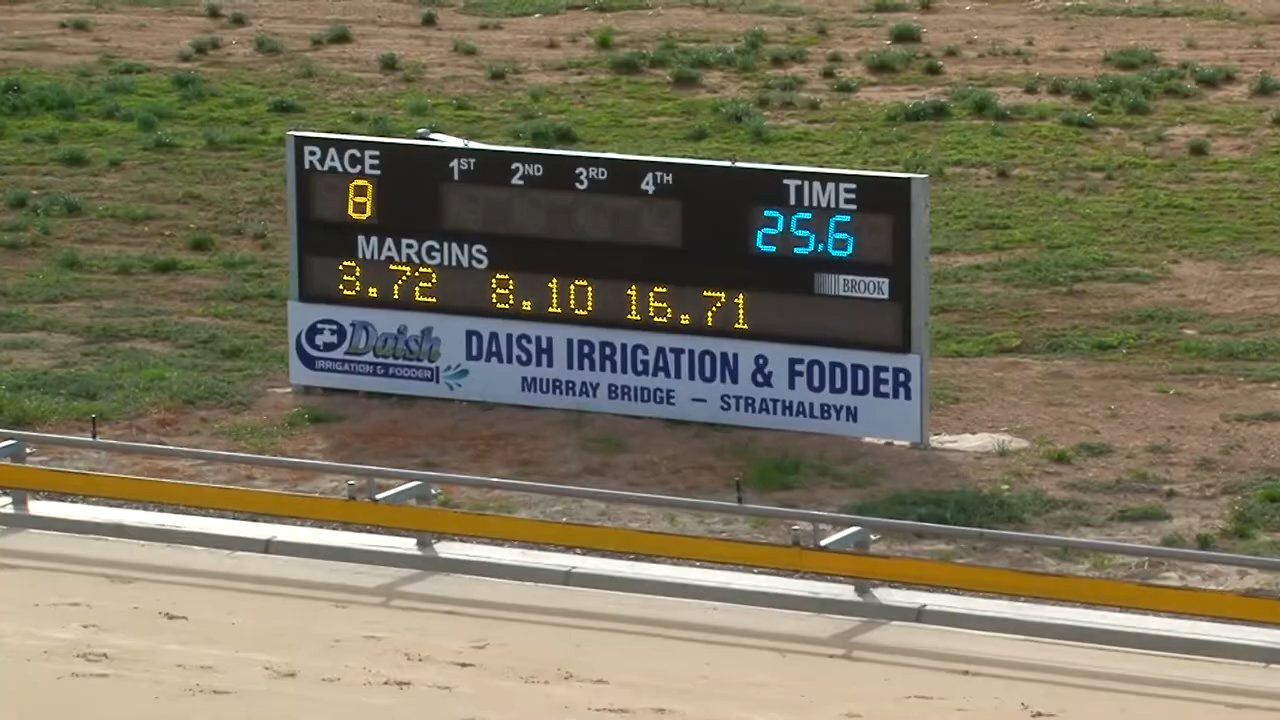 RACE 1ST 2ND 3RD 4TH TIME
8 25.6
MARGINS
3.72 8.10 16.71
BROOK
Daish
IRRIGATION & FODDER
DAISH IRRIGATION & FODDER
MURRAY BRIDGE – STRATHALBYN